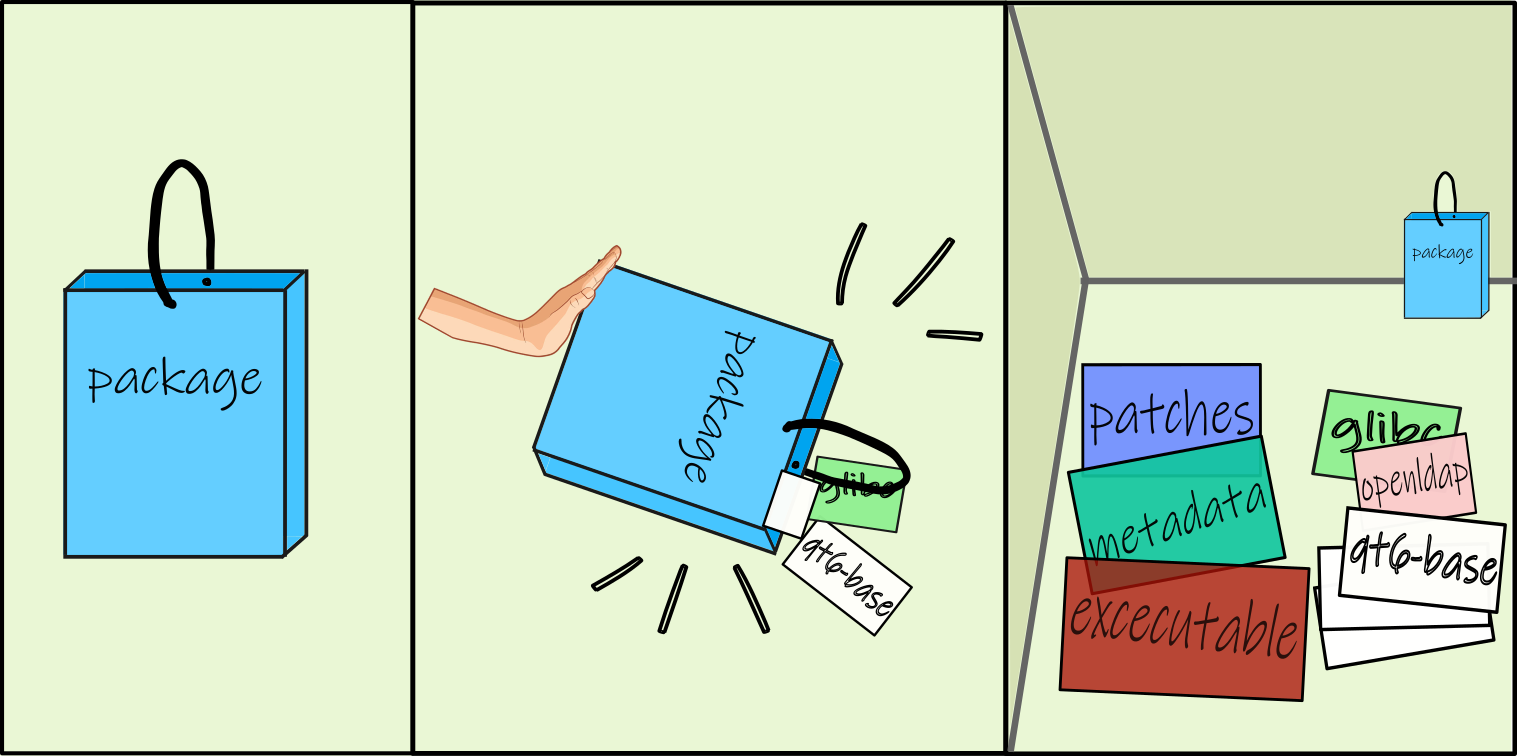 package
package
glibc
qt6-base
package
patches
glibc
openldap
metadata
qt6-base
excecutable